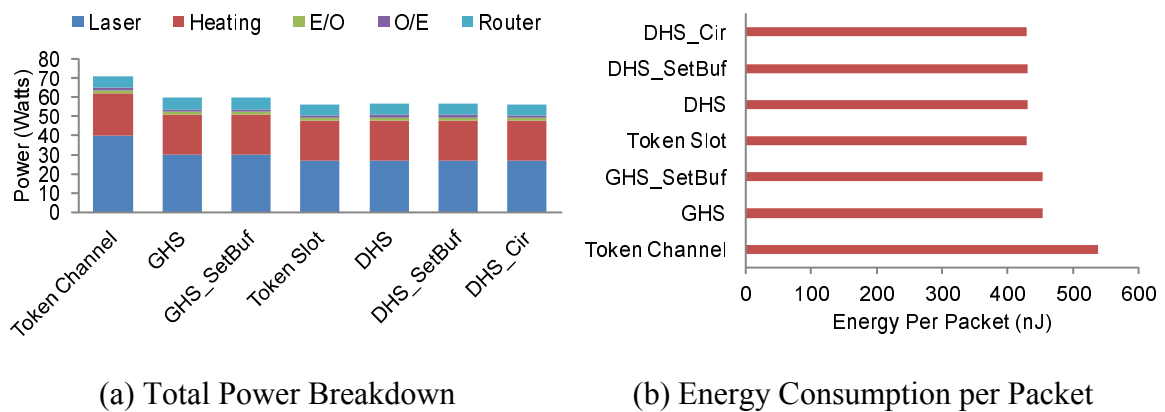 Laser Heating E/O O/E Router
Power (Watts)
80
70
60
50
40
30
20
10
0
Token Channel
GHS
GHS_SetBuf
Token Slot
DHS
DHS_SetBuf
DHS_Cir
(a) Total Power Breakdown
DHS_Cir
DHS_SetBuf
DHS
Token Slot
GHS_SetBuf
GHS
Token Channel
0 100 200 300 400 500 600
Energy Per Packet (nJ)
(b) Energy Consumption per Packet